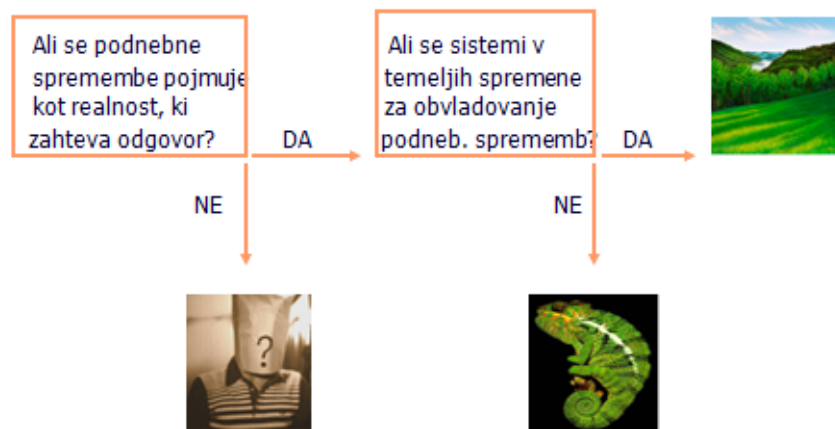 Ali se podnebne
spremembe pojmuje
kot realnost, ki
zahteva odgovor?
DA
NE
Ali se sistemi v
temeljih spremene
za obvladovanje
podneb. sprememb?
DA
NE
?